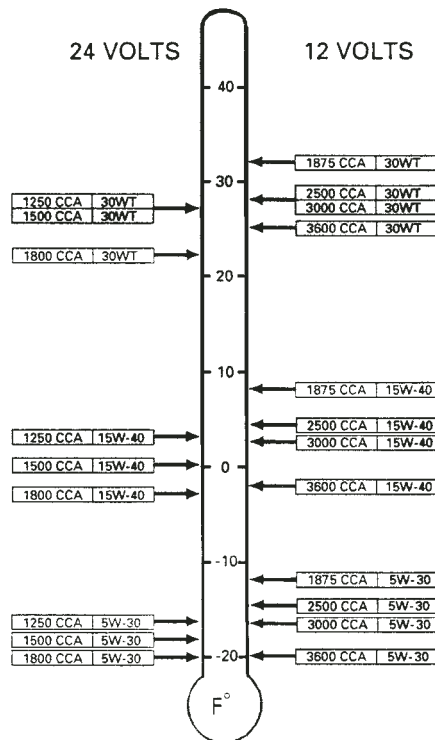 24 VOLTS
12 VOLTS
40
1875 CCA 30WT
30
1250 CCA 30WT
1500 CCA 30WT
2500 CCA 30WT
3000 CCA 30WT
3600 CCA 30WT
1800 CCA 30WT
20
10
1875 CCA 15W-40
2500 CCA 15W-40
1250 CCA 15W-40
3000 CCA 15W-40
1500 CCA 15W-40
0
1800 CCA 15W-40
3600 CCA 15W-40
-10
1875 CCA 5W-30
2500 CCA 5W-30
1250 CCA 5W-30
3000 CCA 5W-30
1500 CCA 5W-30
1800 CCA 5W-30
-20
3600 CCA 5W-30
F°